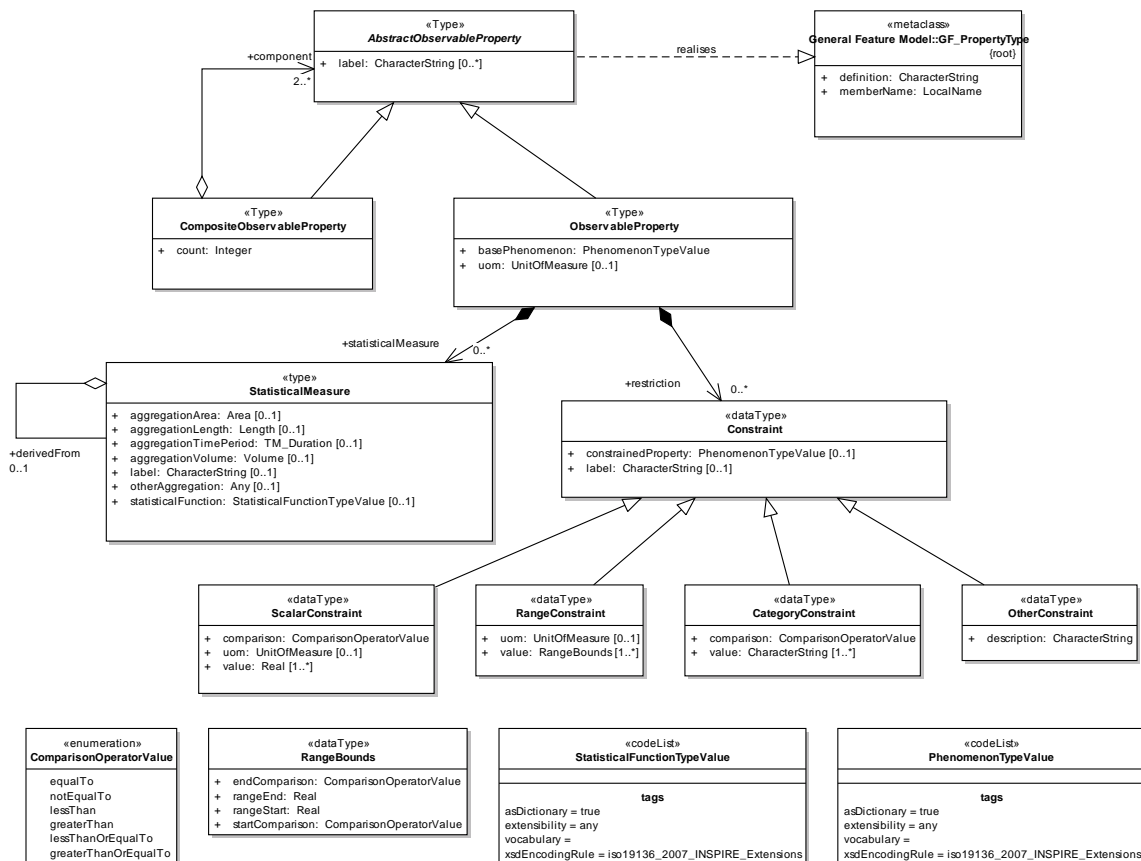 «Type»
AbstractObservableProperty
+ label: CharacterString [0..*]
«metaclass»
General Feature Model::GF_PropertyType
{root}
+ definition: CharacterString
+ memberName: LocalName
realises
+component
2..*
«Type»
CompositeObservableProperty
+ count: Integer
«Type»
ObservableProperty
+ basePhenomenon: PhenomenonTypeValue
+ uom: UnitOfMeasure [0..1]
+statisticalMeasure
0..*
+restriction
0..*
«type»
StatisticalMeasure
+ aggregationArea: Area [0..1]
+ aggregationLength: Length [0..1]
+ aggregationTimePeriod: TM_Duration [0..1]
+ aggregationVolume: Volume [0..1]
+ label: CharacterString [0..1]
+ otherAggregation: Any [0..1]
+ statisticalFunction: StatisticalFunctionTypeValue [0..1]
+derivedFrom
0..1
«dataType»
Constraint
+ constrainedProperty: PhenomenonTypeValue [0..1]
+ label: CharacterString [0..1]
«dataType»
ScalarConstraint
+ comparison: ComparisonOperatorValue
+ uom: UnitOfMeasure [0..1]
+ value: Real [1..*]
«dataType»
RangeConstraint
+ uom: UnitOfMeasure [0..1]
+ value: RangeBounds [1..*]
«dataType»
CategoryConstraint
+ comparison: ComparisonOperatorValue
+ value: CharacterString [1..*]
«dataType»
OtherConstraint
+ description: CharacterString
«enumeration»
ComparisonOperatorValue
equalTo
notEqualTo
lessThan
greaterThan
lessThanOrEqualTo
greaterThanOrEqualTo
«dataType»
RangeBounds
+ endComparison: ComparisonOperatorValue
+ rangeEnd: Real
+ rangeStart: Real
+ startComparison: ComparisonOperatorValue
«codeList»
StatisticalFunctionTypeValue
tags
asDictionary = true
extensibility = any
vocabulary =
xsdEncodingRule = iso19136_2007_INSPIRE_Extensions
«codeList»
PhenomenonTypeValue
tags
asDictionary = true
extensibility = any
vocabulary =
xsdEncodingRule = iso19136_2007_INSPIRE_Extensions